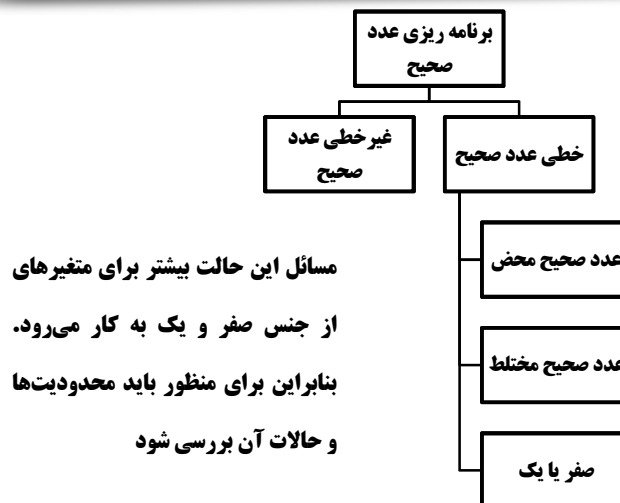 برنامه ریزی عدد
صحیح
خطی عدد صحیح
غیرخطی عدد
صحیح
عدد صحیح محض
عدد صحیح مختلط
صفر یا یک
مسائل این حالت بیشتر برای متغیرهای
از جنس صفر و یک به کار می‌رود.
بنابراین برای منظور باید محدودیت‌ها
و حالات آن بررسی شود